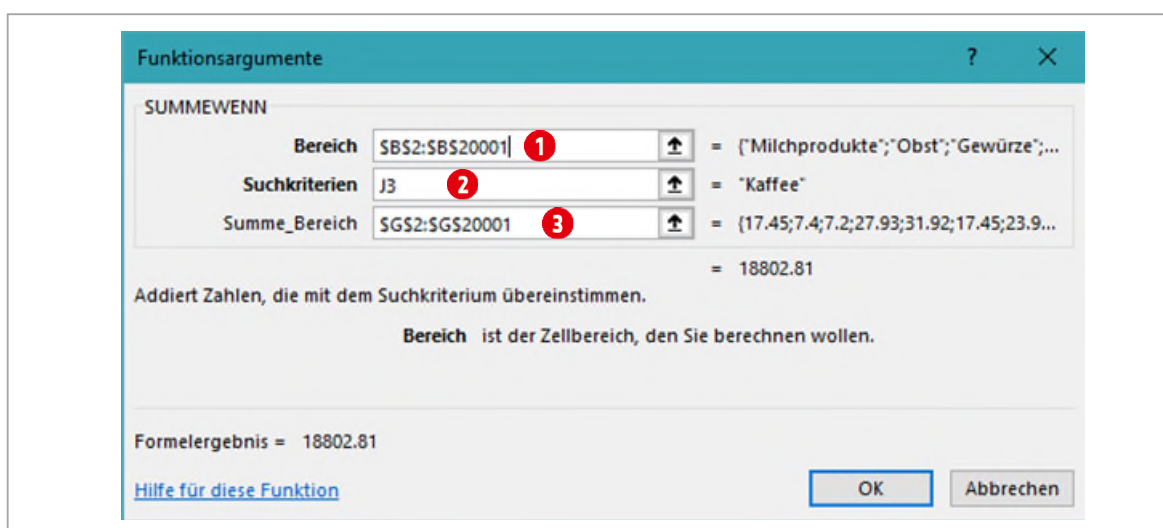 Funktionsargumente ? ×
SUMMEWENN
Bereich $B$2:$B$20001 1 = {"Milchprodukte";"Obst";"Gewürze";...
Suchkriterien J3 2 = "Kaffee"
Summe_Bereich $G$2:$G$20001 3 = {17.45;7.4;7.2;27.93;31.92;17.45;23.9...
= 18802.81
Addiert Zahlen, die mit dem Suchkriterium übereinstimmen.
Bereich ist der Zellbereich, den Sie berechnen wollen.
Formelergebnis = 18802.81
Hilfe für diese Funktion OK Abbrechen